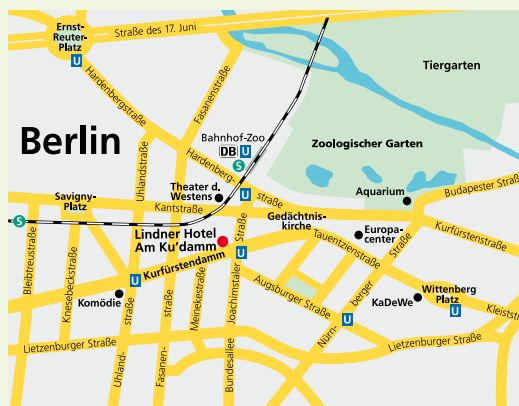 Ernst-
Reuter-
Platz
U
Straße des 17. Juni
Hardenbergstraße
Fasanenstraße
Tiergarten
Berlin
Bahnhof-Zoo
DB U
S
Zoologischer Garten
Uhlandstraße
Hardenberg-
straße
U
Theater d.
Westens
Aquarium
Budapester Straß
Savigny-
Platz
Kantstraße
Gedächtnis-
kirche
S
Lindner Hotel
Am Ku'damm
Europa-
center
Kurfürstenstr.
Tauentzienstraße
U
Kurfürstendamm
U
Bleibtreustraße
Knesebeckstraße
Komödie
Uhland-
straße
Fasanen-
straße
Meinekestraße
Joachimstaler
Straße
Augsburger Straße
Nürn-
berger
Straße
KaDeWe
Wittenberg
Platz
U
Kleistst
U
Lietzenburger Straße
Lietzenburger Straße
Bundesallee